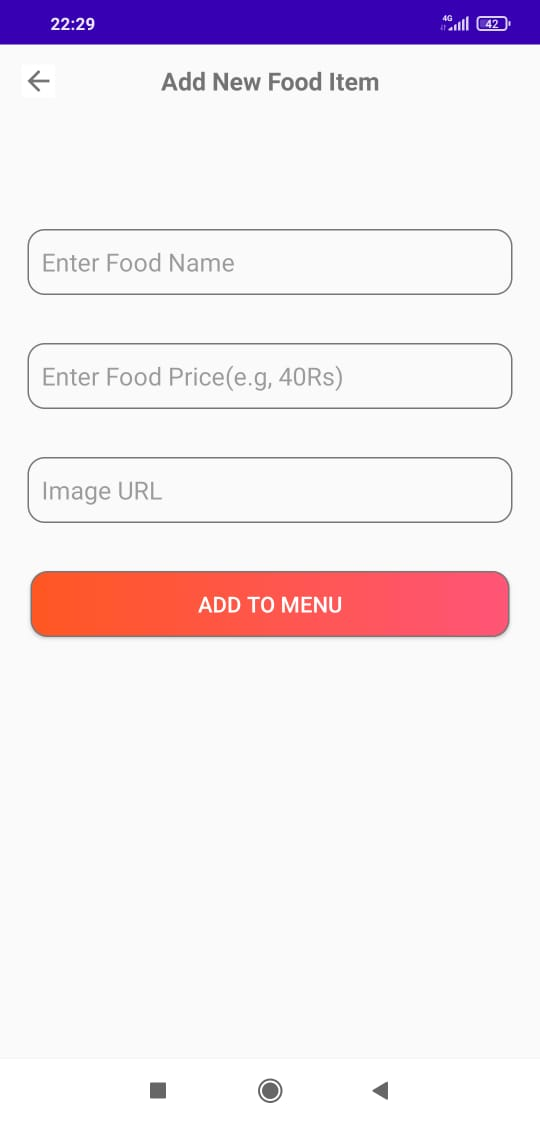 22:29
4G
42
Add New Food Item
Enter Food Name
Enter Food Price(e.g, 40Rs)
Image URL
ADD TO MENU